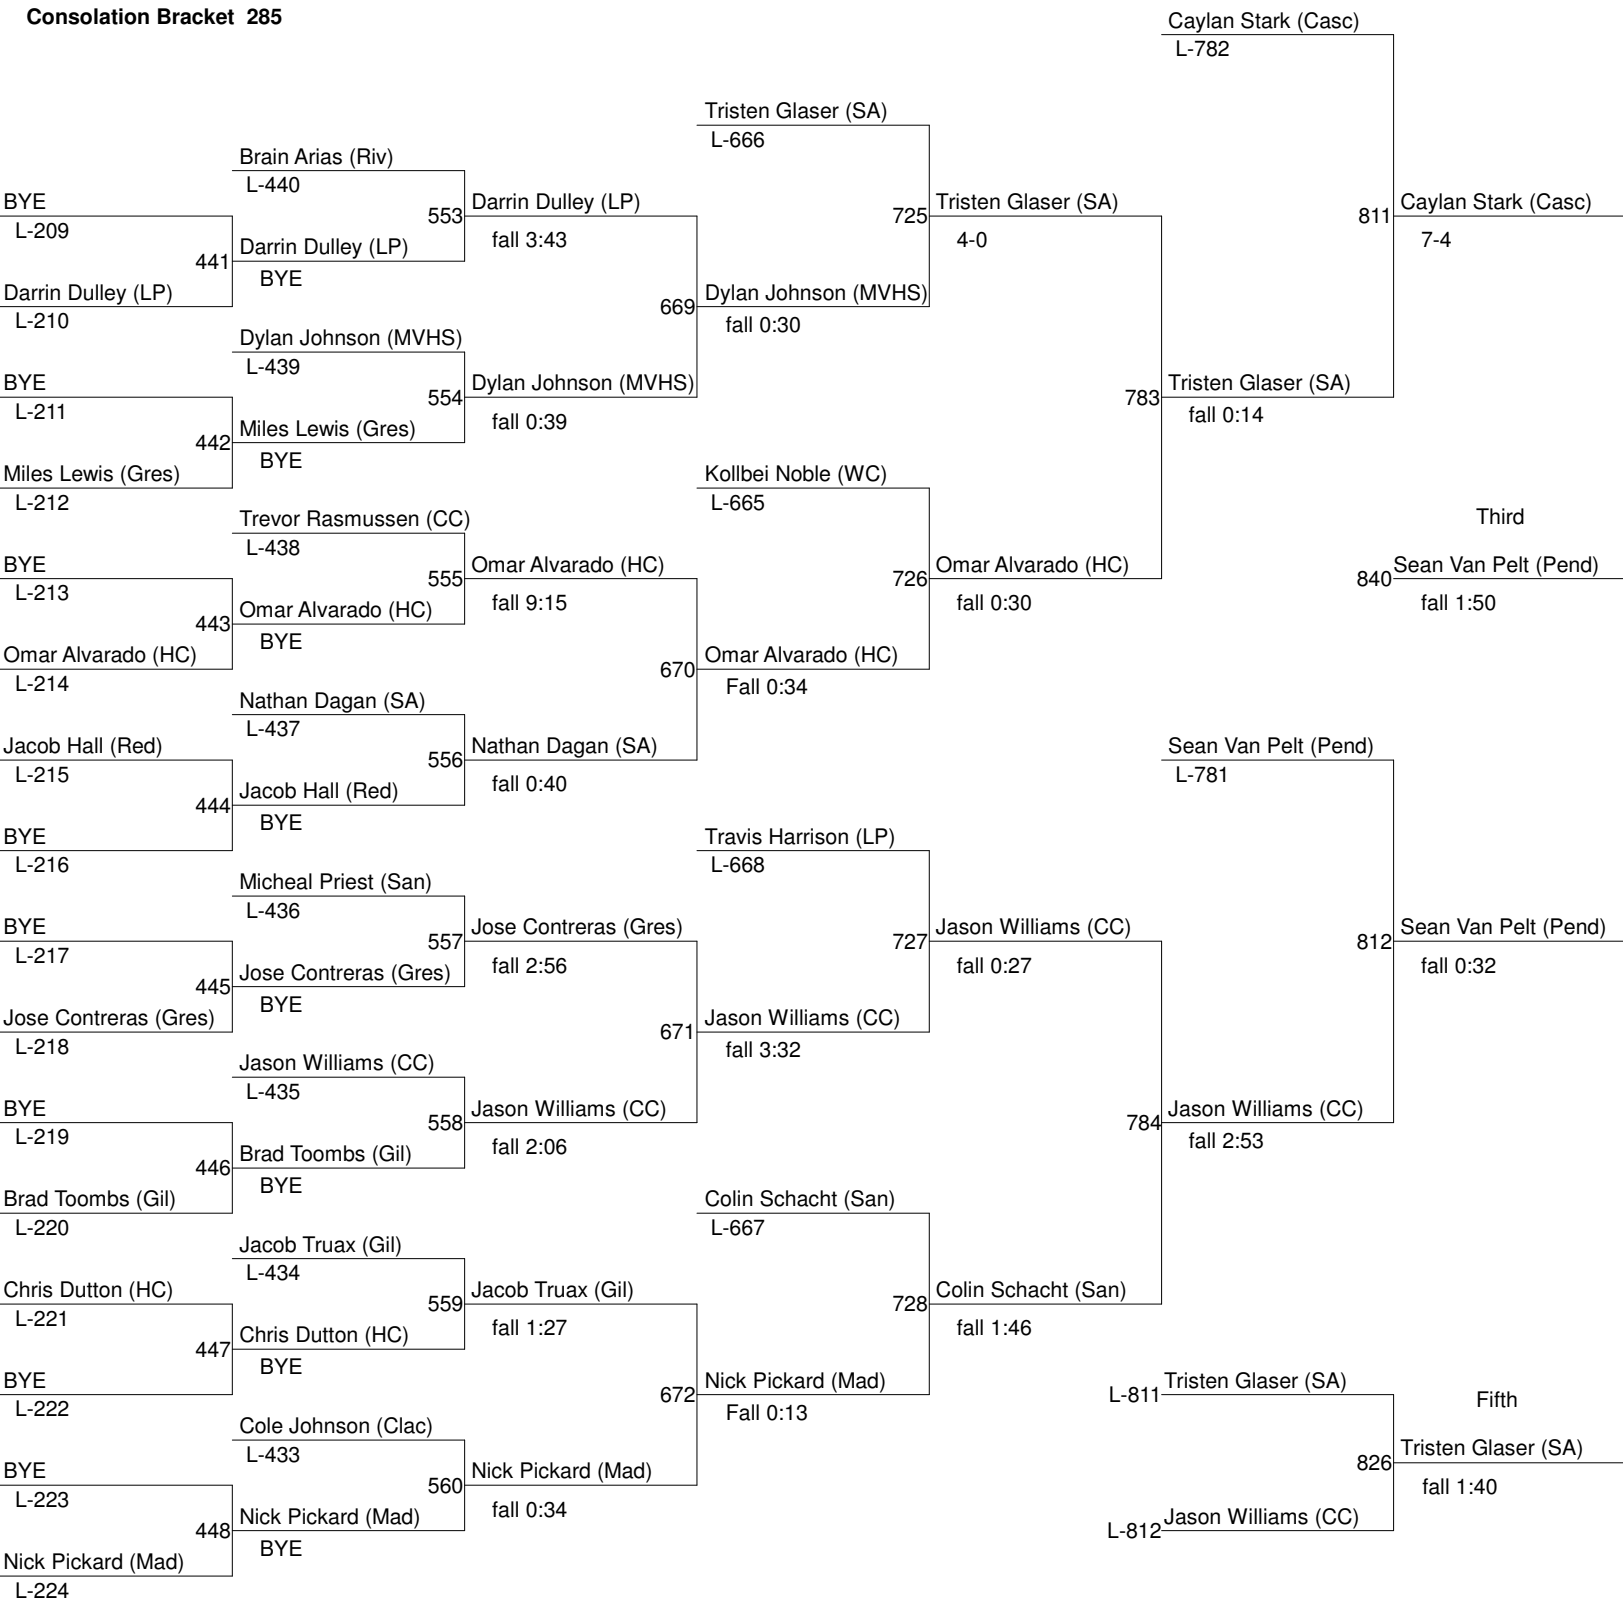 Consolation Bracket 285
BYE
L-209
441
Darrin Dulley (LP)
L-210
BYE
L-211
442
Miles Lewis (Gres)
L-212
BYE
L-213
443
Omar Alvarado (HC)
L-214
Jacob Hall (Red)
L-215
444
BYE
L-216
BYE
L-217
445
Jose Contreras (Gres)
L-218
BYE
L-219
446
Brad Toombs (Gil)
L-220
Chris Dutton (HC)
L-221
447
BYE
L-222
BYE
L-223
448
Nick Pickard (Mad)
L-224
Brain Arias (Riv)
L-440
553
Darrin Dulley (LP)
BYE
Dylan Johnson (MVHS)
L-439
554
Miles Lewis (Gres)
BYE
Trevor Rasmussen (CC)
L-438
555
Omar Alvarado (HC)
BYE
Nathan Dagan (SA)
L-437
556
Jacob Hall (Red)
BYE
Micheal Priest (San)
L-436
557
Jose Contreras (Gres)
BYE
Jason Williams (CC)
L-435
558
Brad Toombs (Gil)
BYE
Jacob Truax (Gil)
L-434
559
Chris Dutton (HC)
BYE
Cole Johnson (Clac)
L-433
560
Nick Pickard (Mad)
BYE
Darrin Dulley (LP)
fall 3:43
669
Dylan Johnson (MVHS)
fall 0:39
Omar Alvarado (HC)
fall 9:15
670
Nathan Dagan (SA)
fall 0:40
Jose Contreras (Gres)
fall 2:56
671
Jason Williams (CC)
fall 2:06
Jacob Truax (Gil)
fall 1:27
672
Nick Pickard (Mad)
fall 0:34
Tristen Glaser (SA)
L-666
725
Dylan Johnson (MVHS)
fall 0:30
Kollbei Noble (WC)
L-665
726
Omar Alvarado (HC)
Fall 0:34
Travis Harrison (LP)
L-668
727
Jason Williams (CC)
fall 3:32
Colin Schacht (San)
L-667
728
Nick Pickard (Mad)
Fall 0:13
Tristen Glaser (SA)
4-0
783
Omar Alvarado (HC)
fall 0:30
Jason Williams (CC)
fall 0:27
784
Colin Schacht (San)
fall 1:46
Caylan Stark (Casc)
L-782
811
Tristen Glaser (SA)
fall 0:14
Sean Van Pelt (Pend)
L-781
812
Jason Williams (CC)
fall 2:53
L-811
Tristen Glaser (SA)
826
L-812
Jason Williams (CC)
Caylan Stark (Casc)
7-4
Third
840
Sean Van Pelt (Pend)
fall 1:50
Sean Van Pelt (Pend)
fall 0:32
Fifth
Tristen Glaser (SA)
fall 1:40